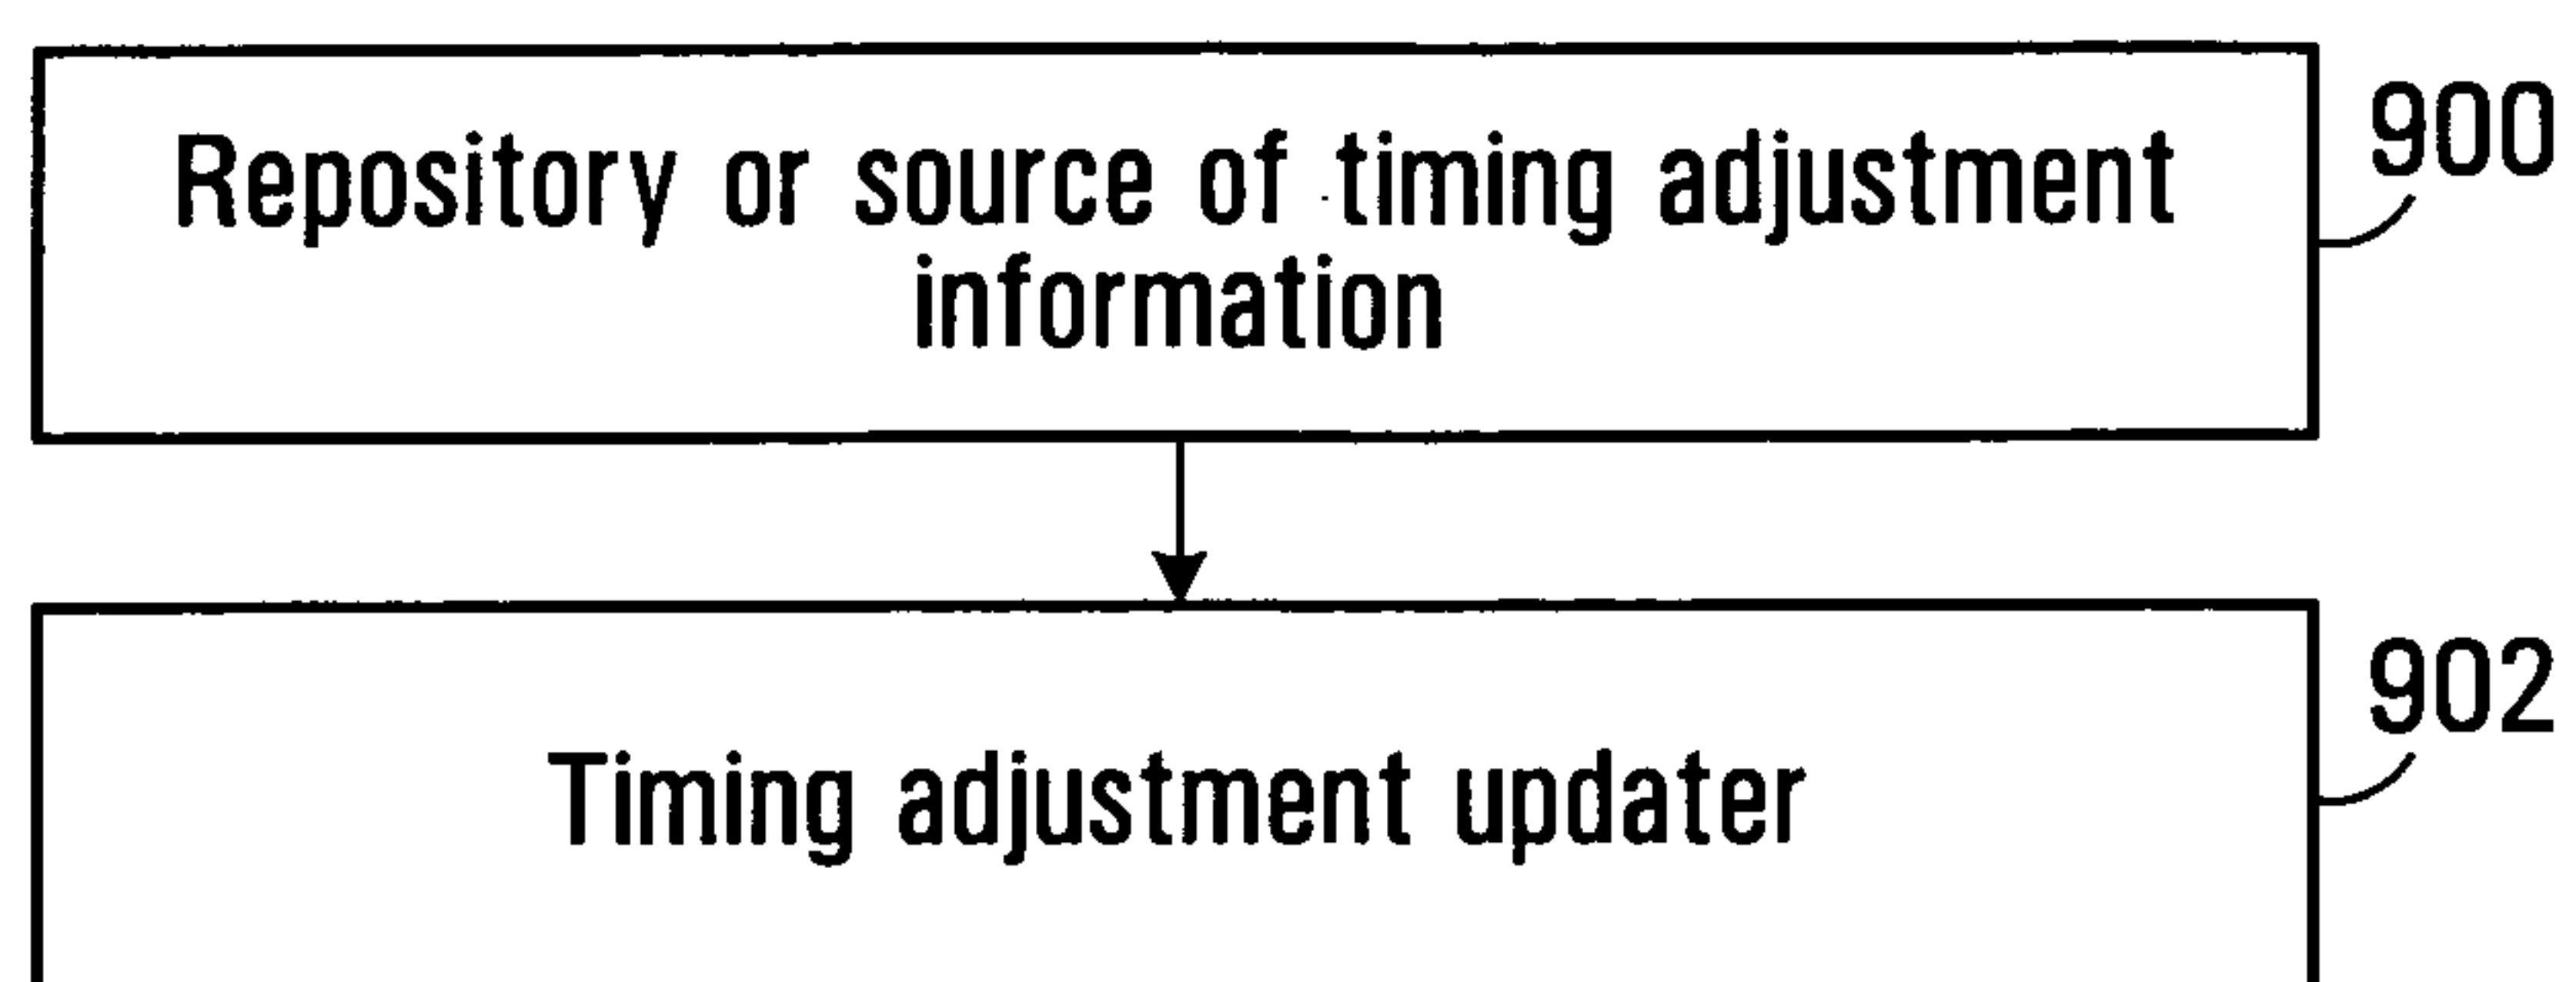 Repository or source of timing adjustment
information
900
Timing adjustment updater
902